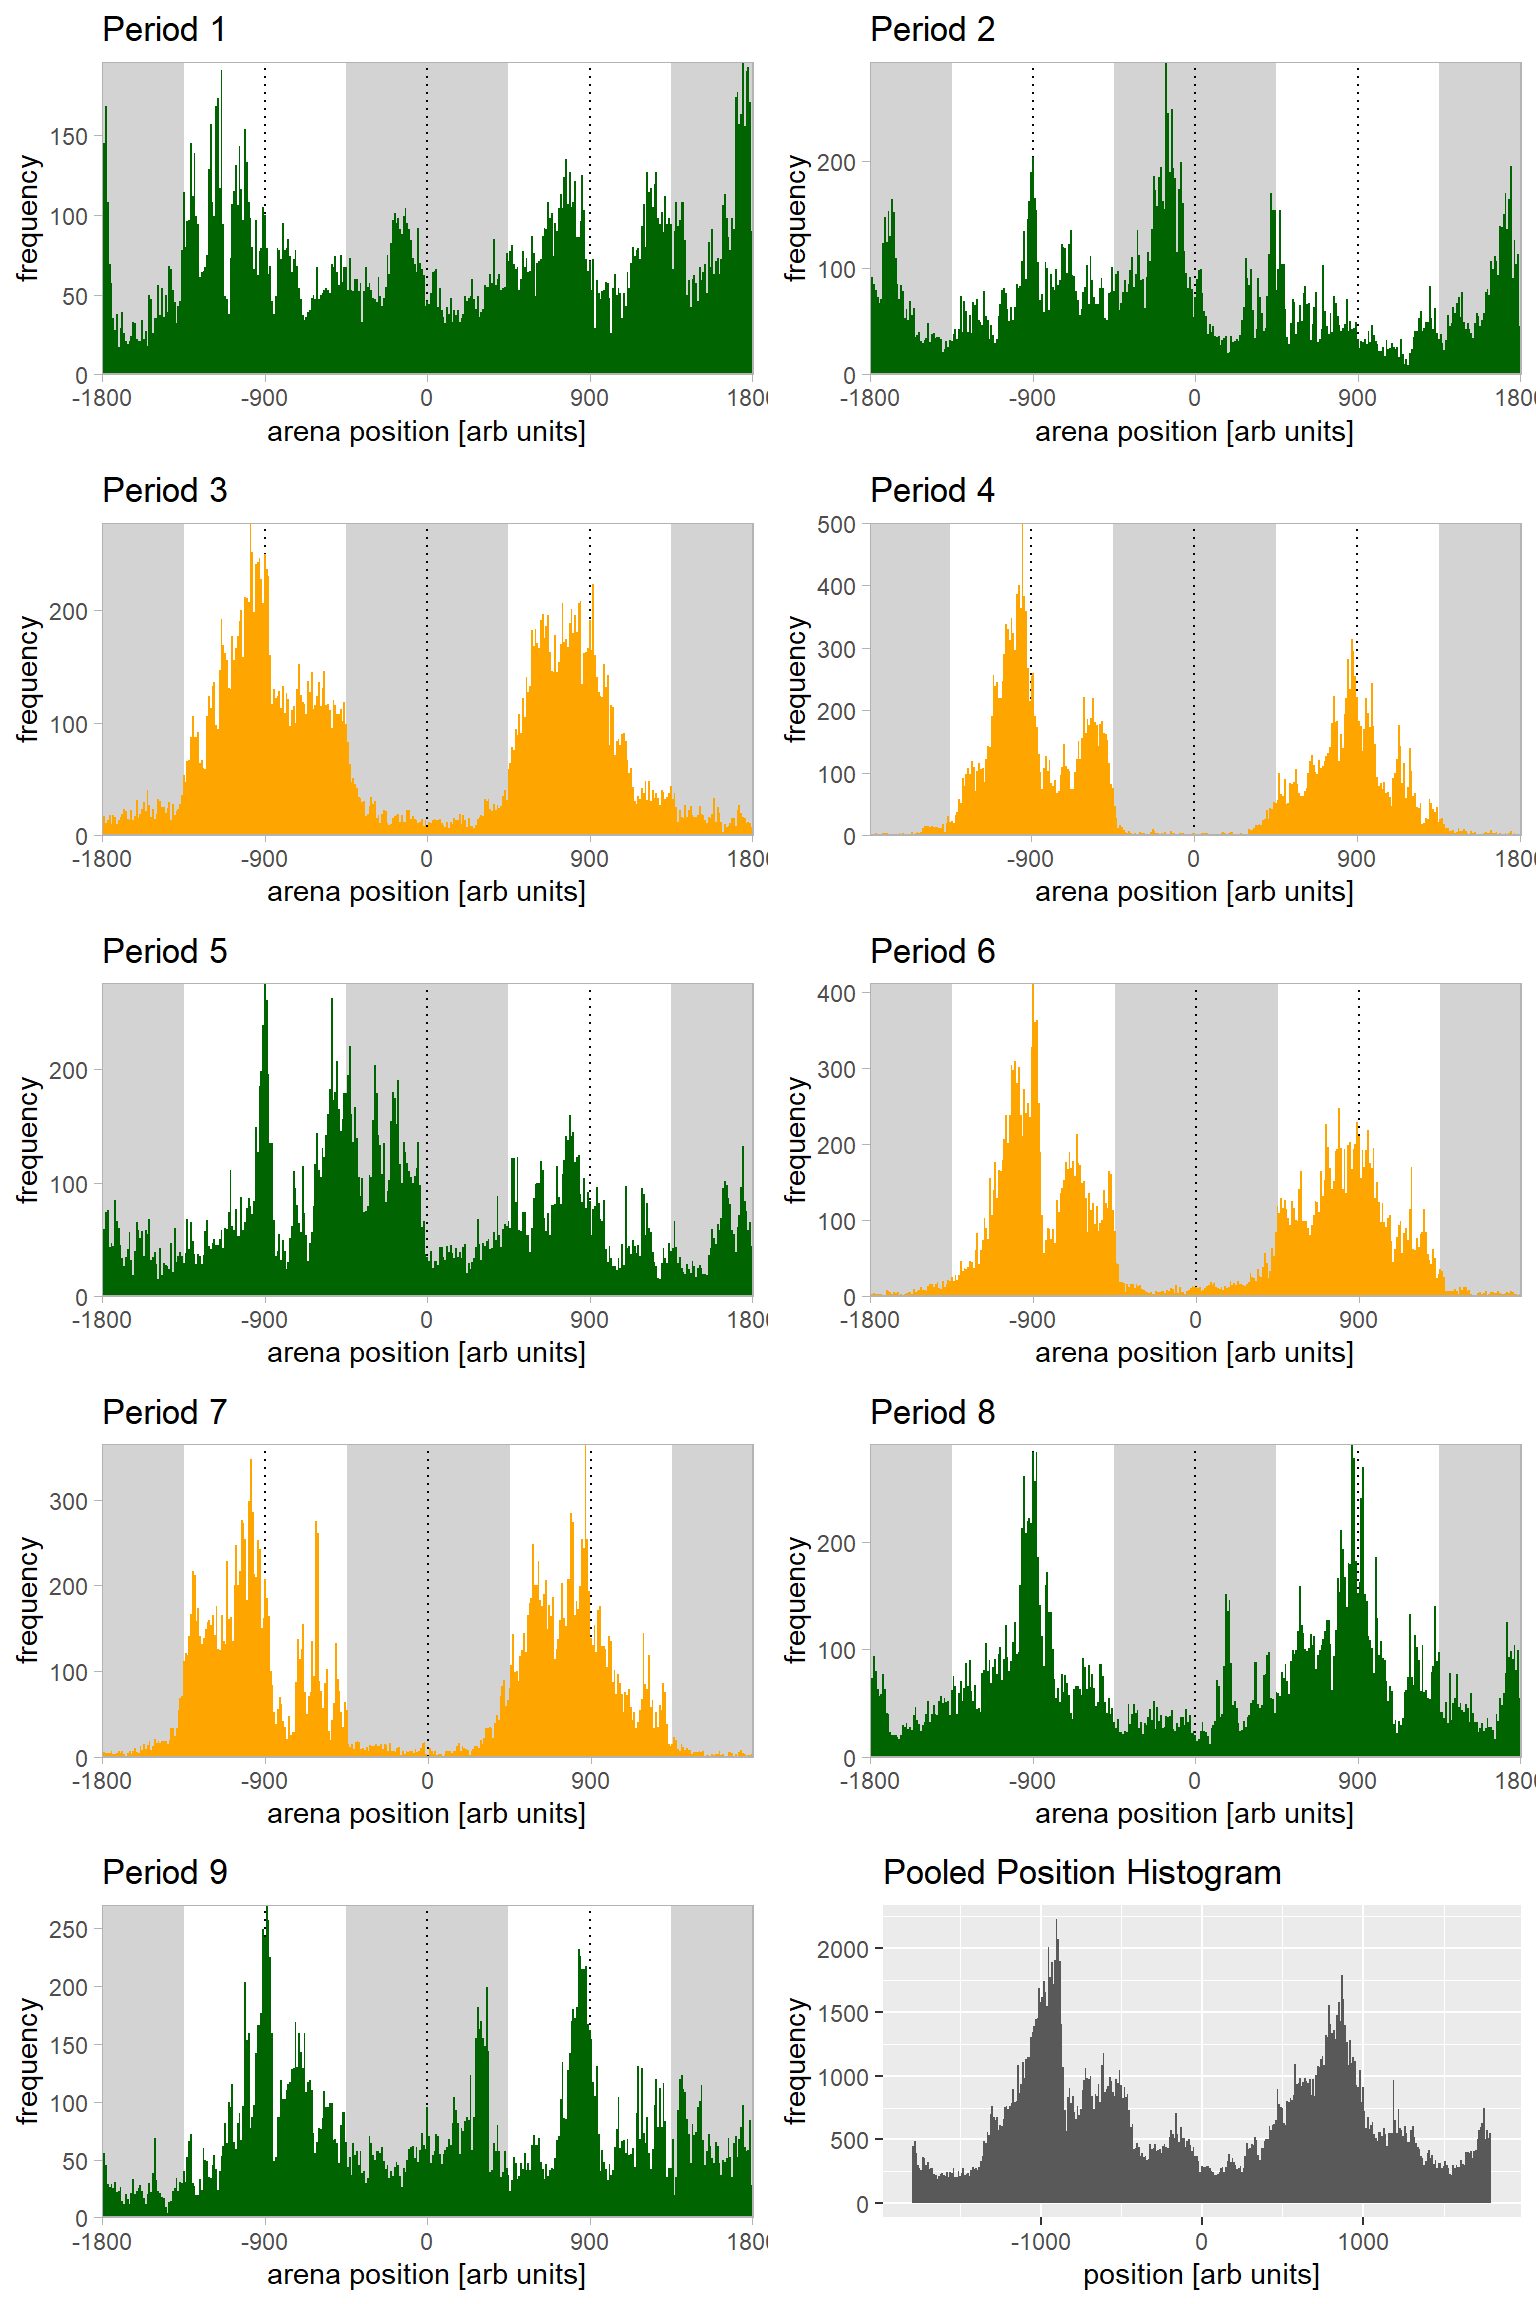 Period 1
frequency
150
100
50
0
-1800 -900 0 900 1800
arena position [arb units]
Period 2
frequency
200
100
0
-1800 -900 0 900 180
arena position [arb units]
Period 3
frequency
200
100
0
-1800 -900 0 900 1800
arena position [arb units]
Period 4
frequency
500
400
300
200
100
0
-900 0 900 180
arena position [arb units]
Period 5
frequency
200
100
0
-1800 -900 0 900 1800
arena position [arb units]
Period 6
frequency
400
300
200
100
0
-1800 -900 0 900
arena position [arb units]
Period 7
frequency
300
200
100
0
-1800 -900 0 900
arena position [arb units]
Period 8
frequency
200
100
0
-1800 -900 0 900 180
arena position [arb units]
Period 9
frequency
250
200
150
100
50
0
-1800 -900 0 900 1800
arena position [arb units]
Pooled Position Histogram
frequency
2000
1500
1000
500
0
-1000 0 1000
position [arb units]